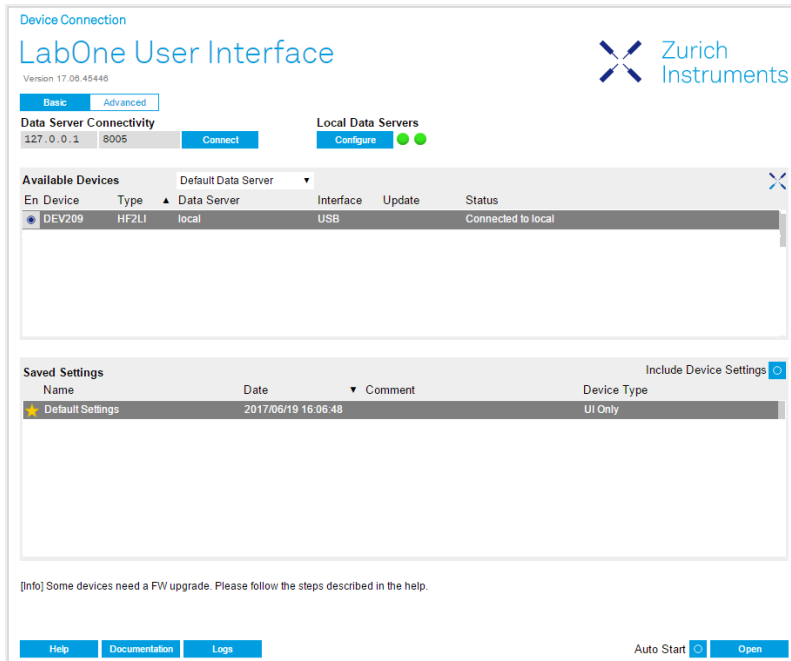 Device Connection
LabOne User Interface
Zurich
Instruments
Version 17.06.45446
Basic Advanced
Data Server Connectivity Local Data Servers
127.0.0.1 8005 Connect Configure
Available Devices Default Data Server ▼
En Device Type ▲ Data Server Interface Update Status
DEV209 HF2LI local USB Connected to local
Saved Settings Include Device Settings
Name Date ▼ Comment Device Type
Default Settings 2017/06/19 16:06:48 UI Only
[Info] Some devices need a FW upgrade. Please follow the steps described in the help.
Help Documentation Logs Auto Start Open